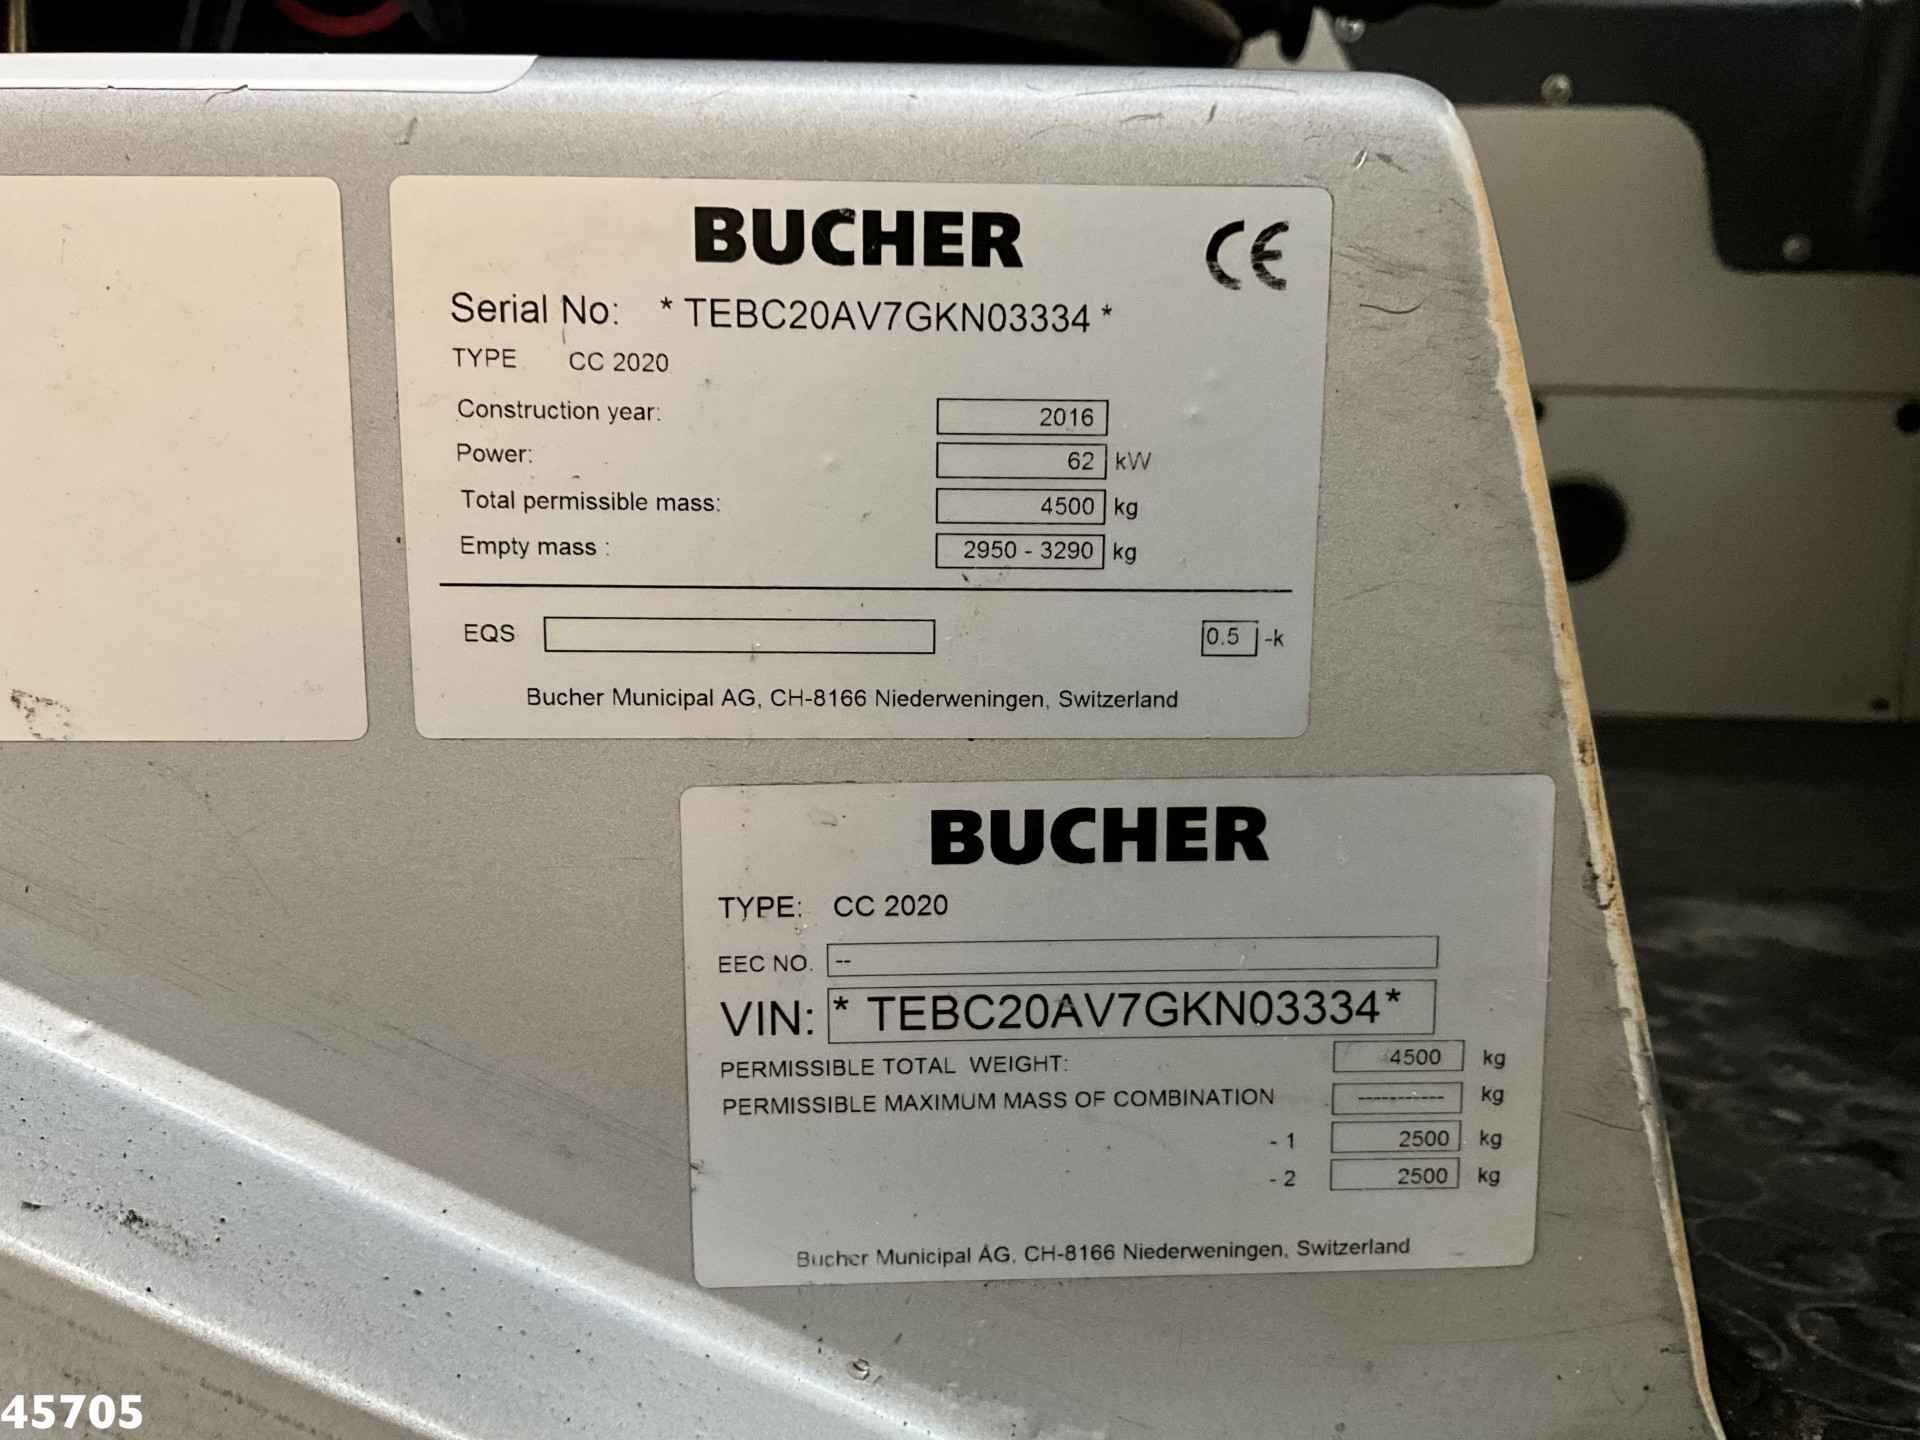 BUCHER
CE
Serial No: * TEBC20AV7GKN03334 *
TYPE CC 2020
Construction year: 2016
Power: 62 kW
Total permissible mass: 4500 kg
Empty mass : 2950 - 3290 kg
EQS 0.5 -k
Bucher Municipal AG, CH-8166 Niederweningen, Switzerland
BUCHER
TYPE: CC 2020
EEC NO. --
VIN: * TEBC20AV7GKN03334*
PERMISSIBLE TOTAL WEIGHT: 4500 kg
PERMISSIBLE MAXIMUM MASS OF COMBINATION ----------- kg
- 1 2500 kg
- 2 2500 kg
Bucher Municipal AG, CH-8166 Niederweningen, Switzerland
45705